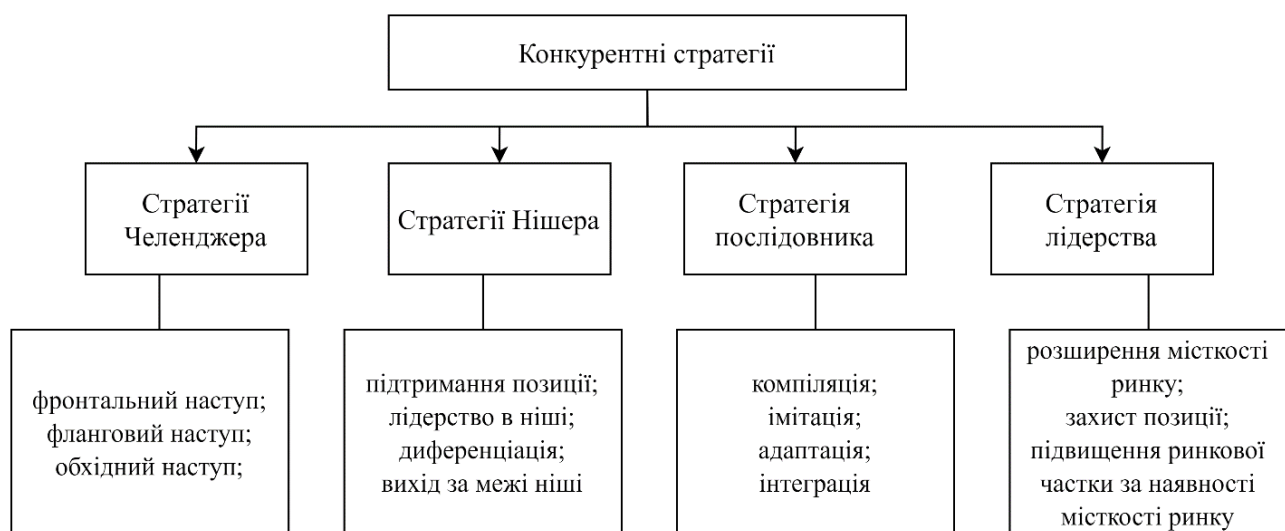 Конкурентні стратегії
Стратегії
Челенджера
Стратегії Нішера
Стратегія
послідовника
Стратегія
лідерства
фронтальний наступ;
фланговий наступ;
обхідний наступ;
підтримання позиції;
лідерство в ніші;
диференціація;
вихід за межі ніші
компіляція;
імітація;
адаптація;
інтеграція
розширення місткості
ринку;
захист позиції;
підвищення ринкової
частки за наявності
місткості ринку